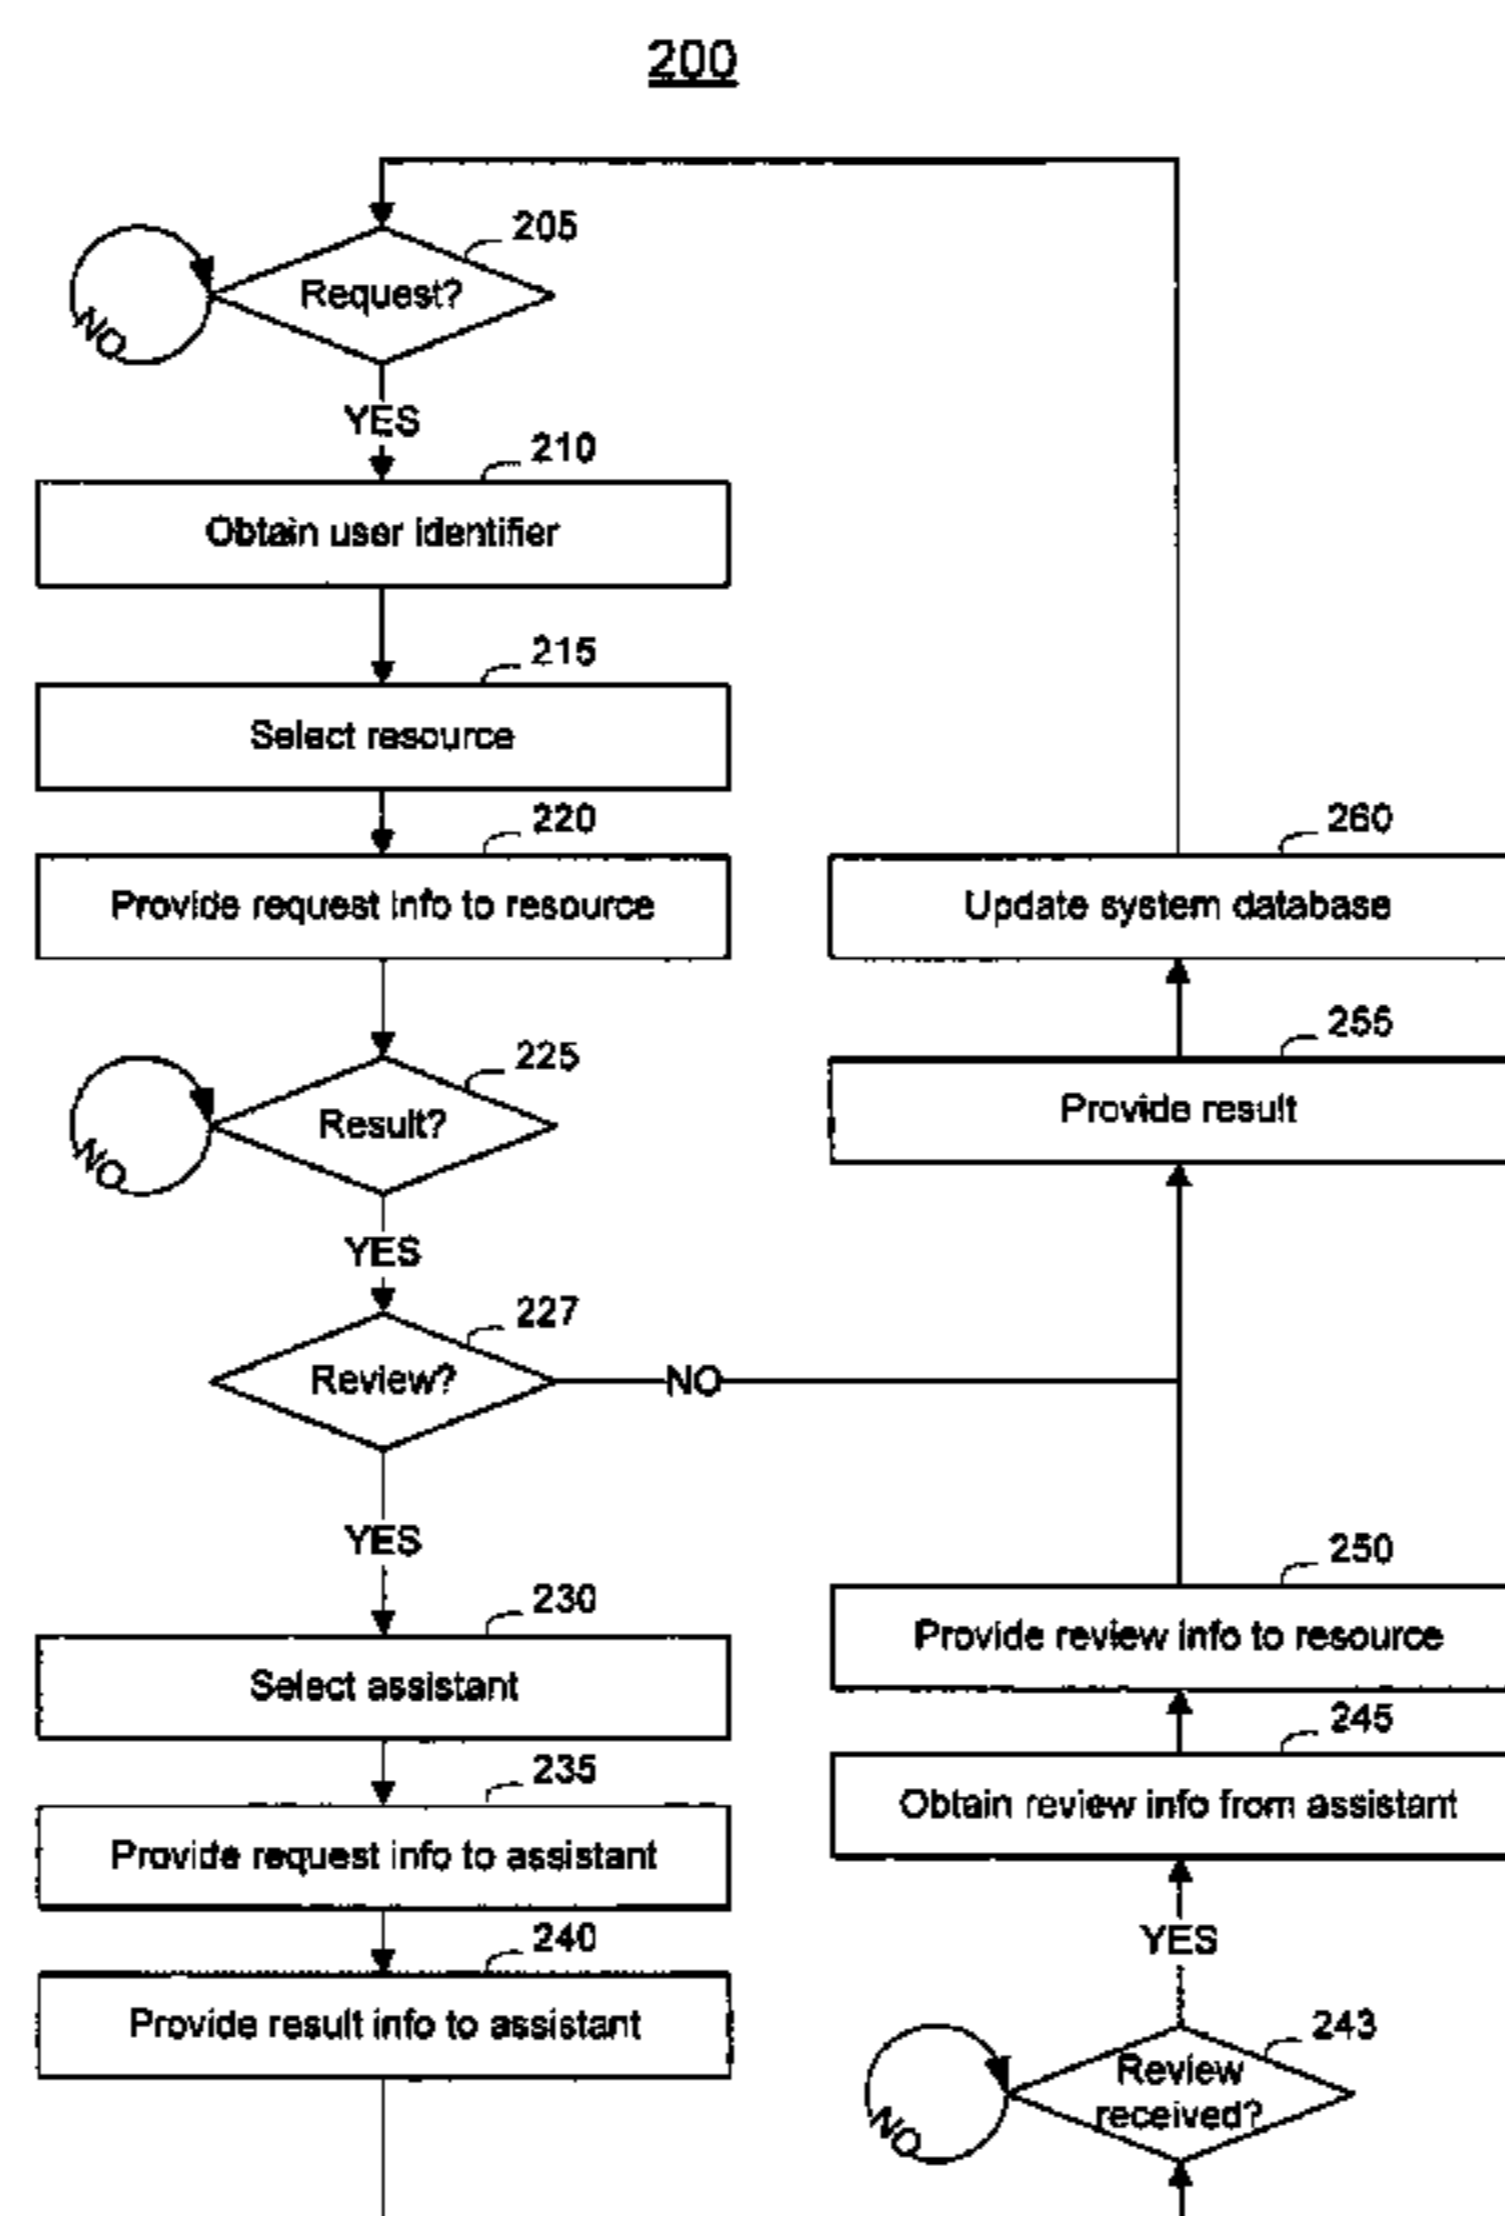 200
205
Request?
NO
YES
210
Obtain user identifier
215
Select resource
220
Provide request info to resource
225
Result?
NO
YES
227
Review?
NO
YES
230
Select assistant
235
Provide request info to assistant
240
Provide result info to assistant
260
Update system database
255
Provide result
250
Provide review info to resource
245
Obtain review info from assistant
YES
243
Review
received?
NO